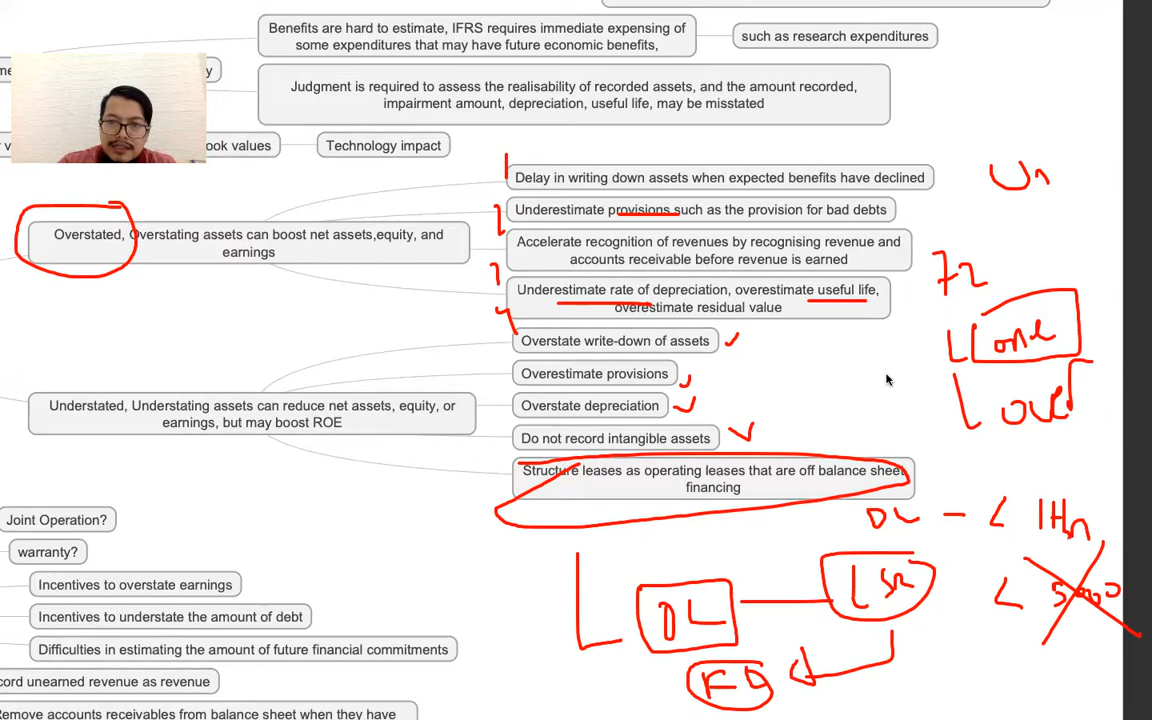 Benefits are hard to estimate, IFRS requires immediate expensing of
some expenditures that may have future economic benefits,
such as research expenditures
Judgment is required to assess the realisability of recorded assets, and the amount recorded,
impairment amount, depreciation, useful life, may be misstated
ook values
Technology impact
Delay in writing down assets when expected benefits have declined
Un
Underestimate provisions such as the provision for bad debts
Overstated, Overstating assets can boost net assets,equity, and
earnings
Accelerate recognition of revenues by recognising revenue and
accounts receivable before revenue is earned
72
Underestimate rate of depreciation, overestimate useful life,
overestimate residual value
one
Overstate write-down of assets
Overestimate provisions
over
Understated, Understating assets can reduce net assets, equity, or
earnings, but may boost ROE
Overstate depreciation
Do not record intangible assets
Structure leases as operating leases that are off balance sheet
financing
Joint Operation?
warranty?
Incentives to overstate earnings
Incentives to understate the amount of debt
Difficulties in estimating the amount of future financial commitments
cord unearned revenue as revenue
Remove accounts receivables from balance sheet when they have